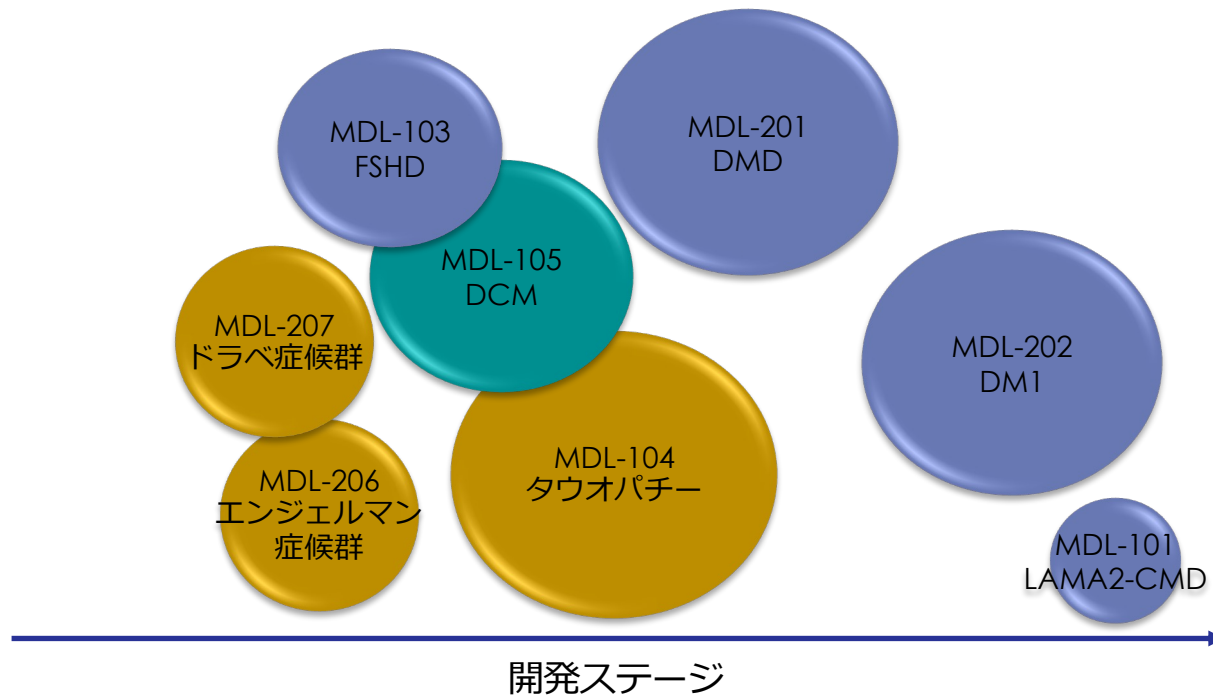 MDL-103
FSHD
MDL-201
DMD
MDL-105
DCM
MDL-207
ドラベ症候群
MDL-202
DM1
MDL-104
タウオパチー
MDL-206
エンジェルマン
症候群
MDL-101
LAMA2-CMD
開発ステージ